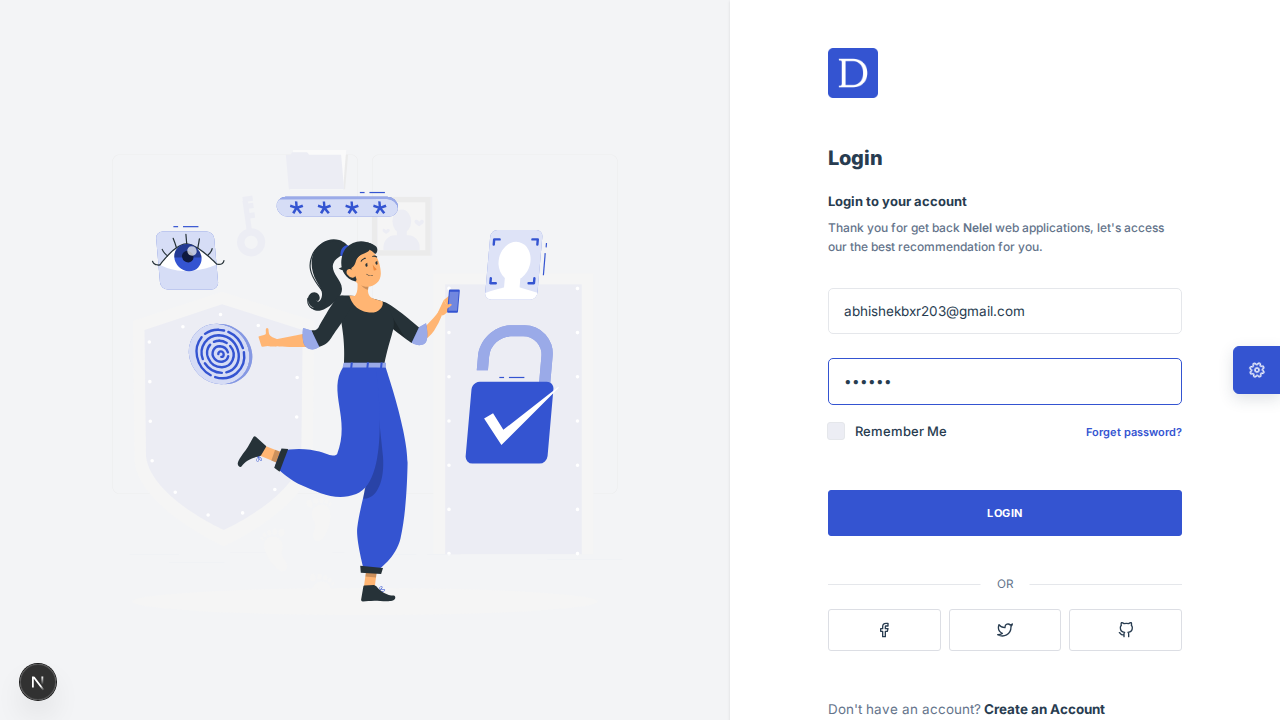 D
Login
Login to your account
Thank you for get back Nelel web applications, let's access
our the best recommendation for you.
abhishekbxr203@gmail.com
••••••
Remember Me
Forget password?
LOGIN
OR
Don't have an account? Create an Account
* * * *
N